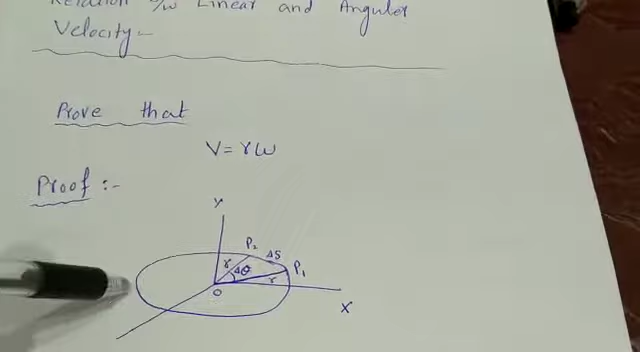 Relation b/w Linear and Angular
Velocity:-
Prove that
V = rω
Proof :-
Y
P₂
ΔS
P₁
r
Δθ
r
O
X